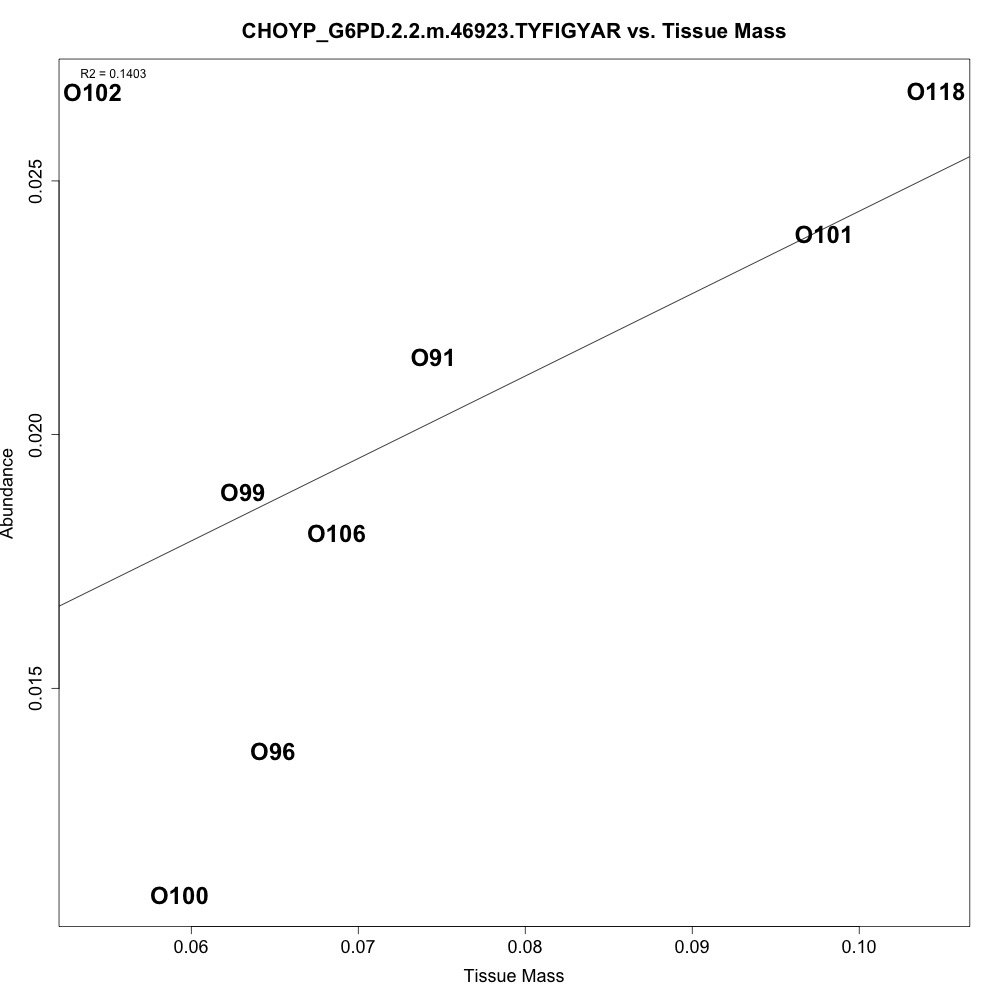 CHOYP_G6PD.2.2.m.46923.TYFIGYAR vs. Tissue Mass
R2 = 0.1403
O102
O118
0.025
O101
O91
0.020
Abundance
O99
O106
0.015
O96
O100
0.06 0.07 0.08 0.09 0.10
Tissue Mass